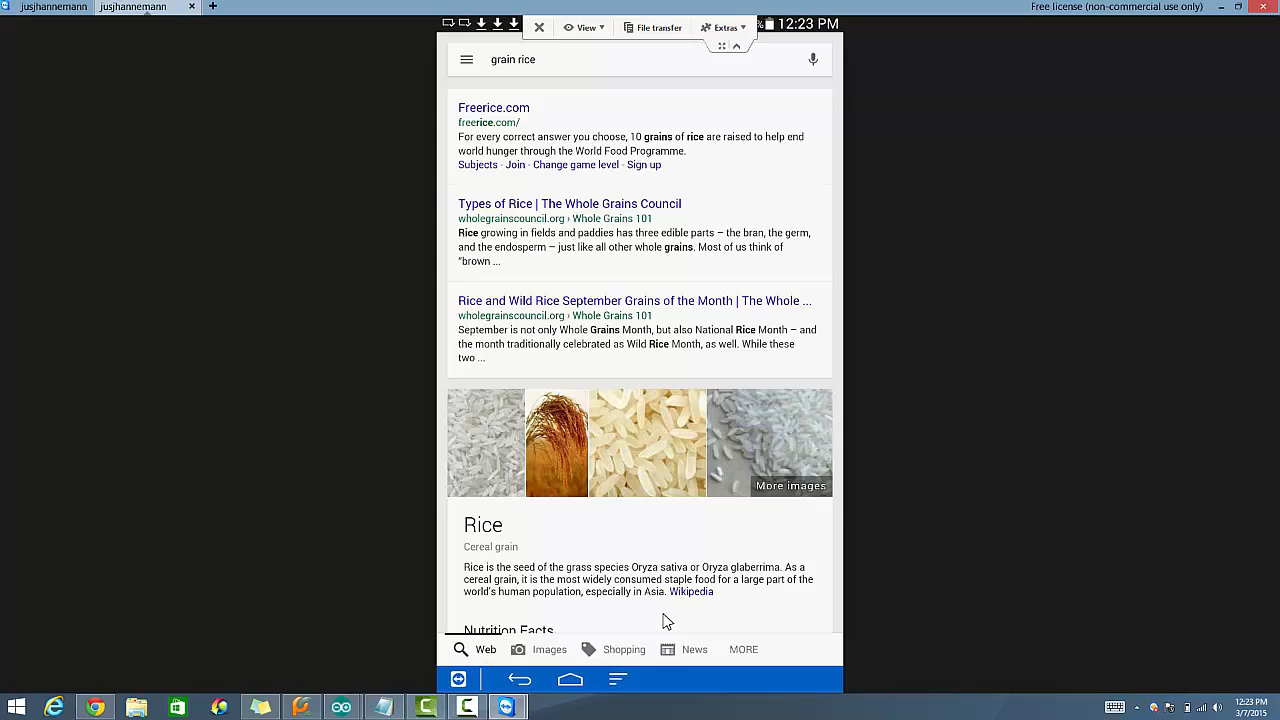 jusjhannemann
jusjhannemann
Free license (non-commercial use only)
View
File transfer
Extras
12:23 PM
grain rice
Freerice.com
freerice.com/
For every correct answer you choose, 10 grains of rice are raised to help end
world hunger through the World Food Programme.
Subjects - Join - Change game level - Sign up
Types of Rice | The Whole Grains Council
wholegrainscouncil.org › Whole Grains 101
Rice growing in fields and paddies has three edible parts – the bran, the germ,
and the endosperm – just like all other whole grains. Most of us think of
“brown ...
Rice and Wild Rice September Grains of the Month | The Whole ...
wholegrainscouncil.org › Whole Grains 101
September is not only Whole Grains Month, but also National Rice Month – and
the month traditionally celebrated as Wild Rice Month, as well. While these
two ...
More images
Rice
Cereal grain
Rice is the seed of the grass species Oryza sativa or Oryza glaberrima. As a
cereal grain, it is the most widely consumed staple food for a large part of the
world's human population, especially in Asia. Wikipedia
Nutrition Facts
Web
Images
Shopping
News
MORE
12:23 PM
3/7/2015